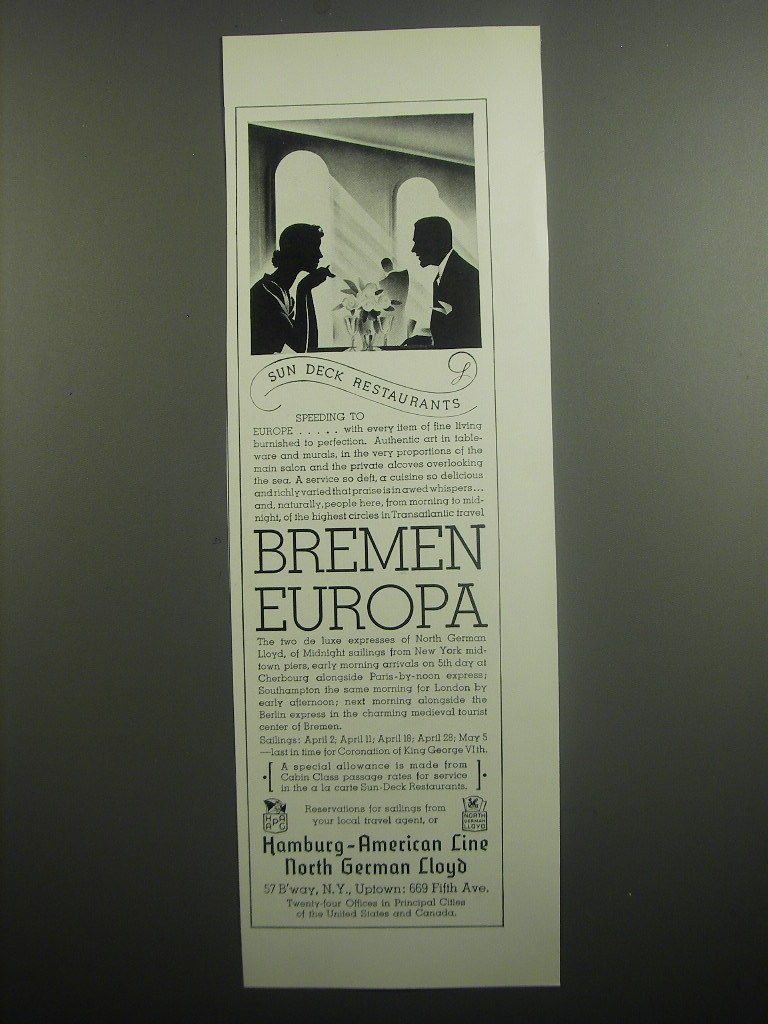 SUN DECK RESTAURANTS
SPEEDING TO
EUROPE . . . . . with every item of fine living
burnished to perfection. Authentic art in table-
ware and murals, in the very proportions of the
main salon and the private alcoves overlooking
the sea. A service so deft, a cuisine so delicious
and richly varied that praise is in awed whispers...
and, naturally, people here, from morning to mid-
night, of the highest circles in Transatlantic travel
BREMEN
EUROPA
The two de luxe expresses of North German
Lloyd, of Midnight sailings from New York mid-
town piers, early morning arrivals on 5th day at
Cherbourg alongside Paris-by-noon express;
Southampton the same morning for London by
early afternoon; next morning alongside the
Berlin express in the charming medieval tourist
center of Bremen.
Sailings: April 2; April 11; April 18; April 28; May 5
—last in time for Coronation of King George VIth.
A special allowance is made from
Cabin Class passage rates for service
in the a la carte Sun-Deck Restaurants.
Reservations for sailings from
your local travel agent, or
HAPAG
NORTH
GERMAN
LLOYD
Hamburg-American Line
North German Lloyd
57 B'way, N.Y., Uptown: 669 Fifth Ave.
Twenty-four Offices in Principal Cities
of the United States and Canada.